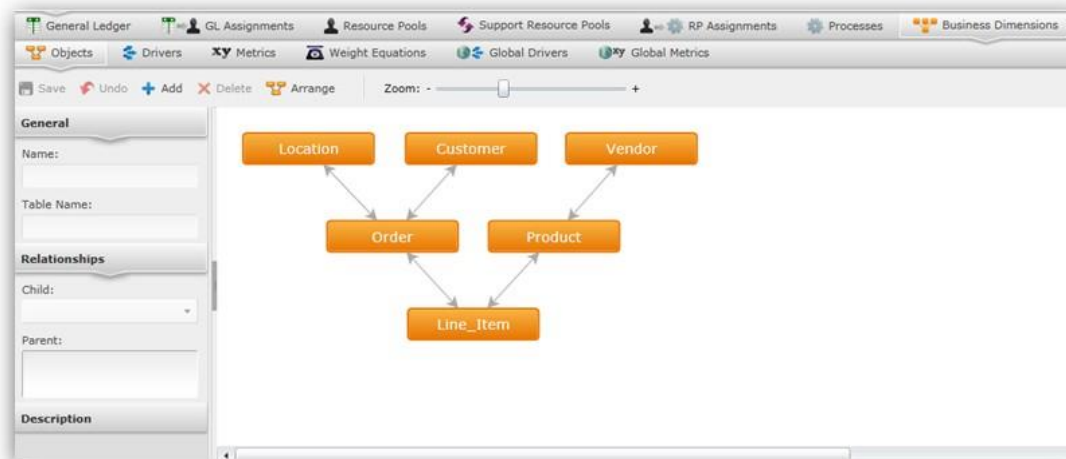 General Ledger GL Assignments Resource Pools Support Resource Pools RP Assignments Processes Business Dimensions
Objects Drivers xy Metrics Weight Equations Global Drivers xy Global Metrics
Save Undo + Add Delete Arrange Zoom: - +
General
Name:
Table Name:
Relationships
Child:
Parent:
Description
Location Customer Vendor
Order Product
Line_Item